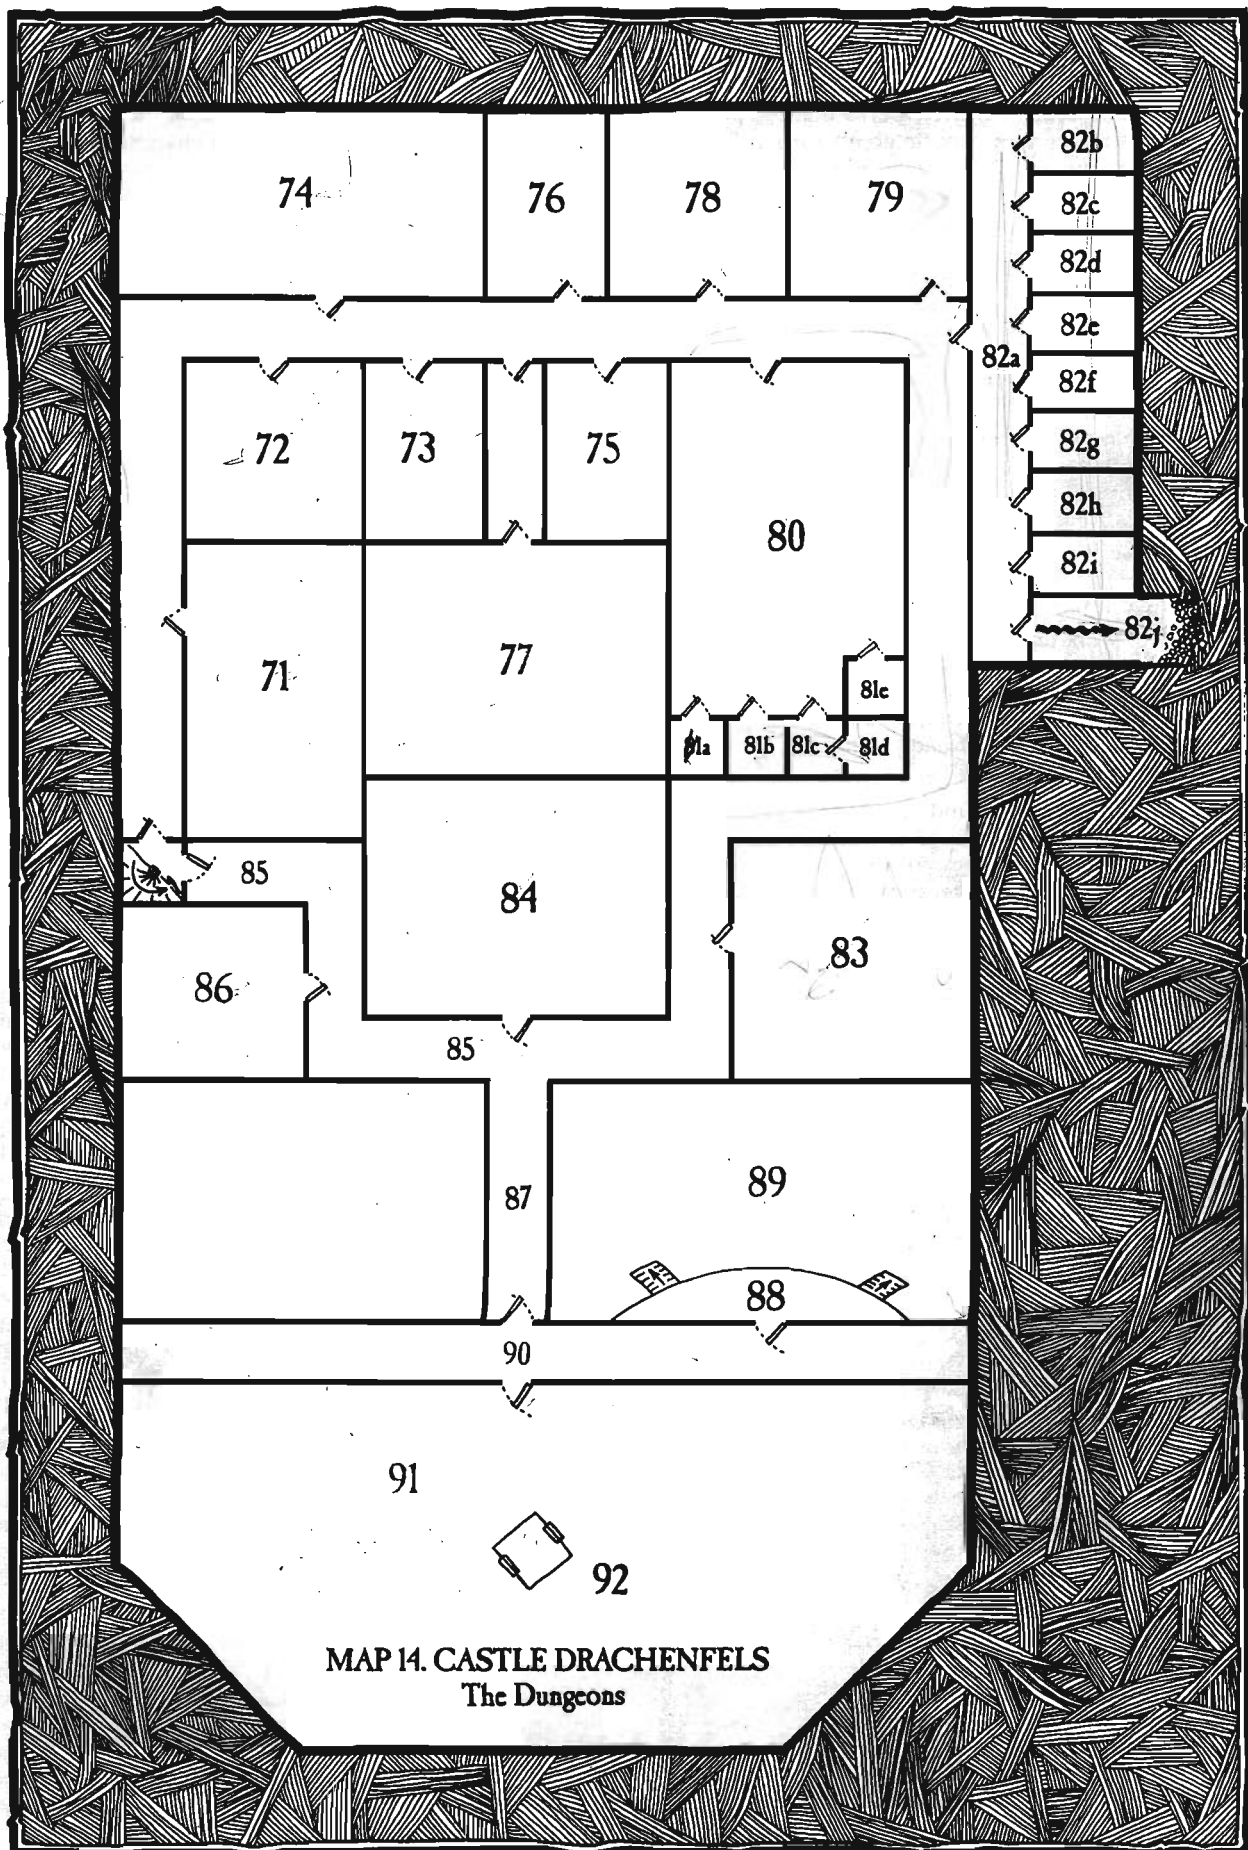 74
76
78
79
82b
82c
82d
82e
82a
82f
72
73
75
82g
82h
80
82i
82j
71
77
81e
81a
81b
81c
81d
85
84
83
86
85
89
87
88
90
91
92
MAP 14. CASTLE DRACHENFELS
The Dungeons